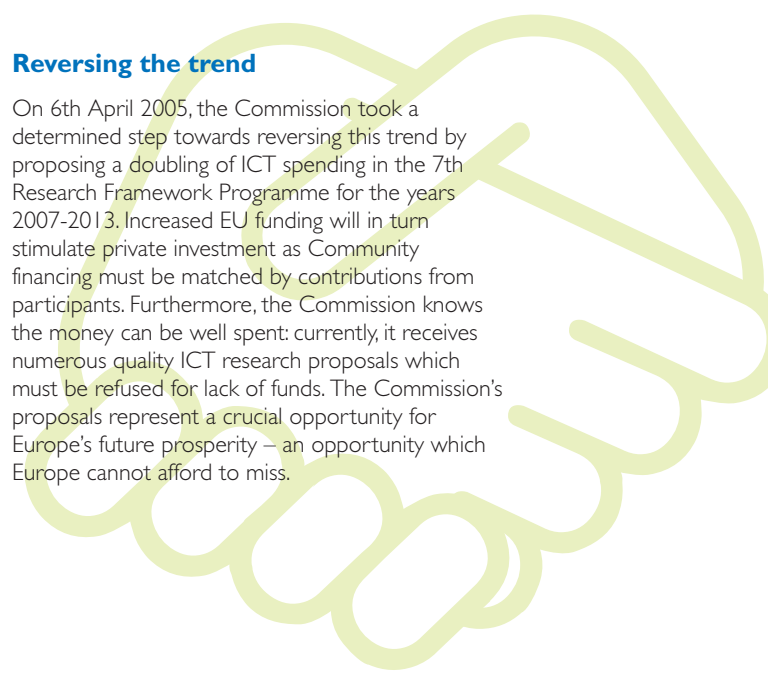 Reversing the trend
On 6th April 2005, the Commission took a
determined step towards reversing this trend by
proposing a doubling of ICT spending in the 7th
Research Framework Programme for the years
2007-2013. Increased EU funding will in turn
stimulate private investment as Community
financing must be matched by contributions from
participants. Furthermore, the Commission knows
the money can be well spent: currently, it receives
numerous quality ICT research proposals which
must be refused for lack of funds. The Commission’s
proposals represent a crucial opportunity for
Europe’s future prosperity – an opportunity which
Europe cannot afford to miss.